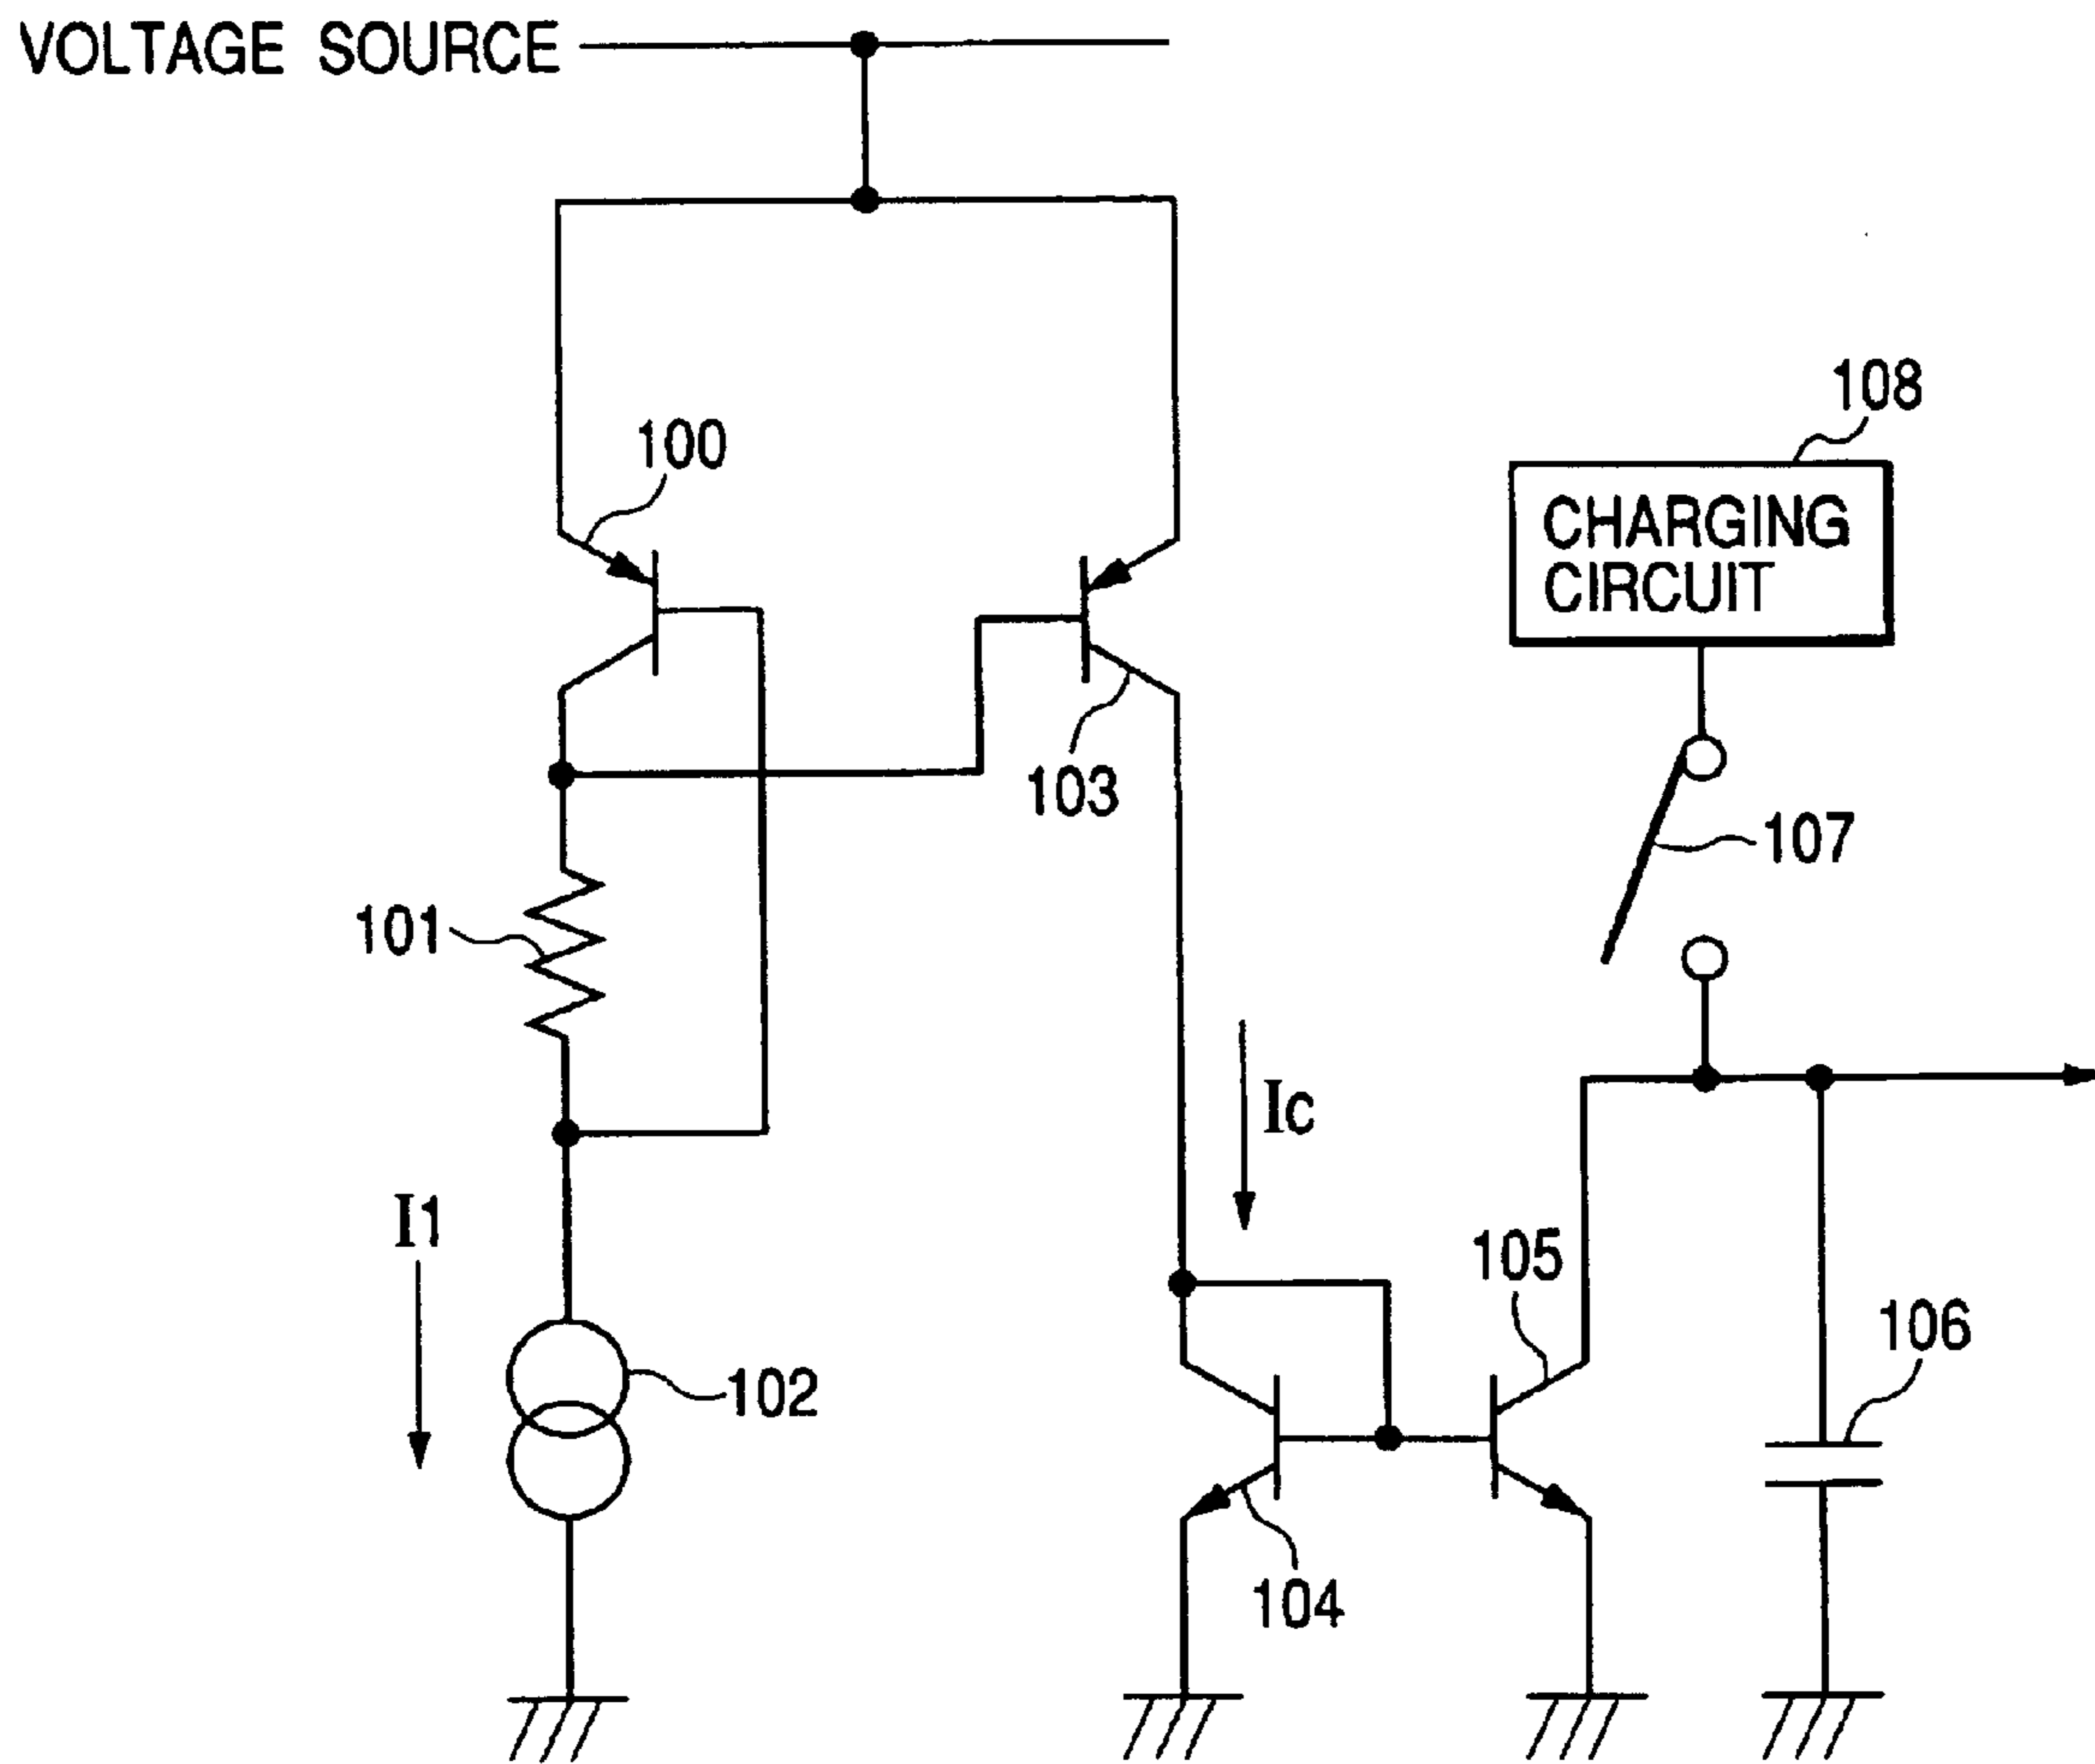 VOLTAGE SOURCE
108
100
CHARGING
CIRCUIT
103
107
101
Ic
I1
105
106
102
104